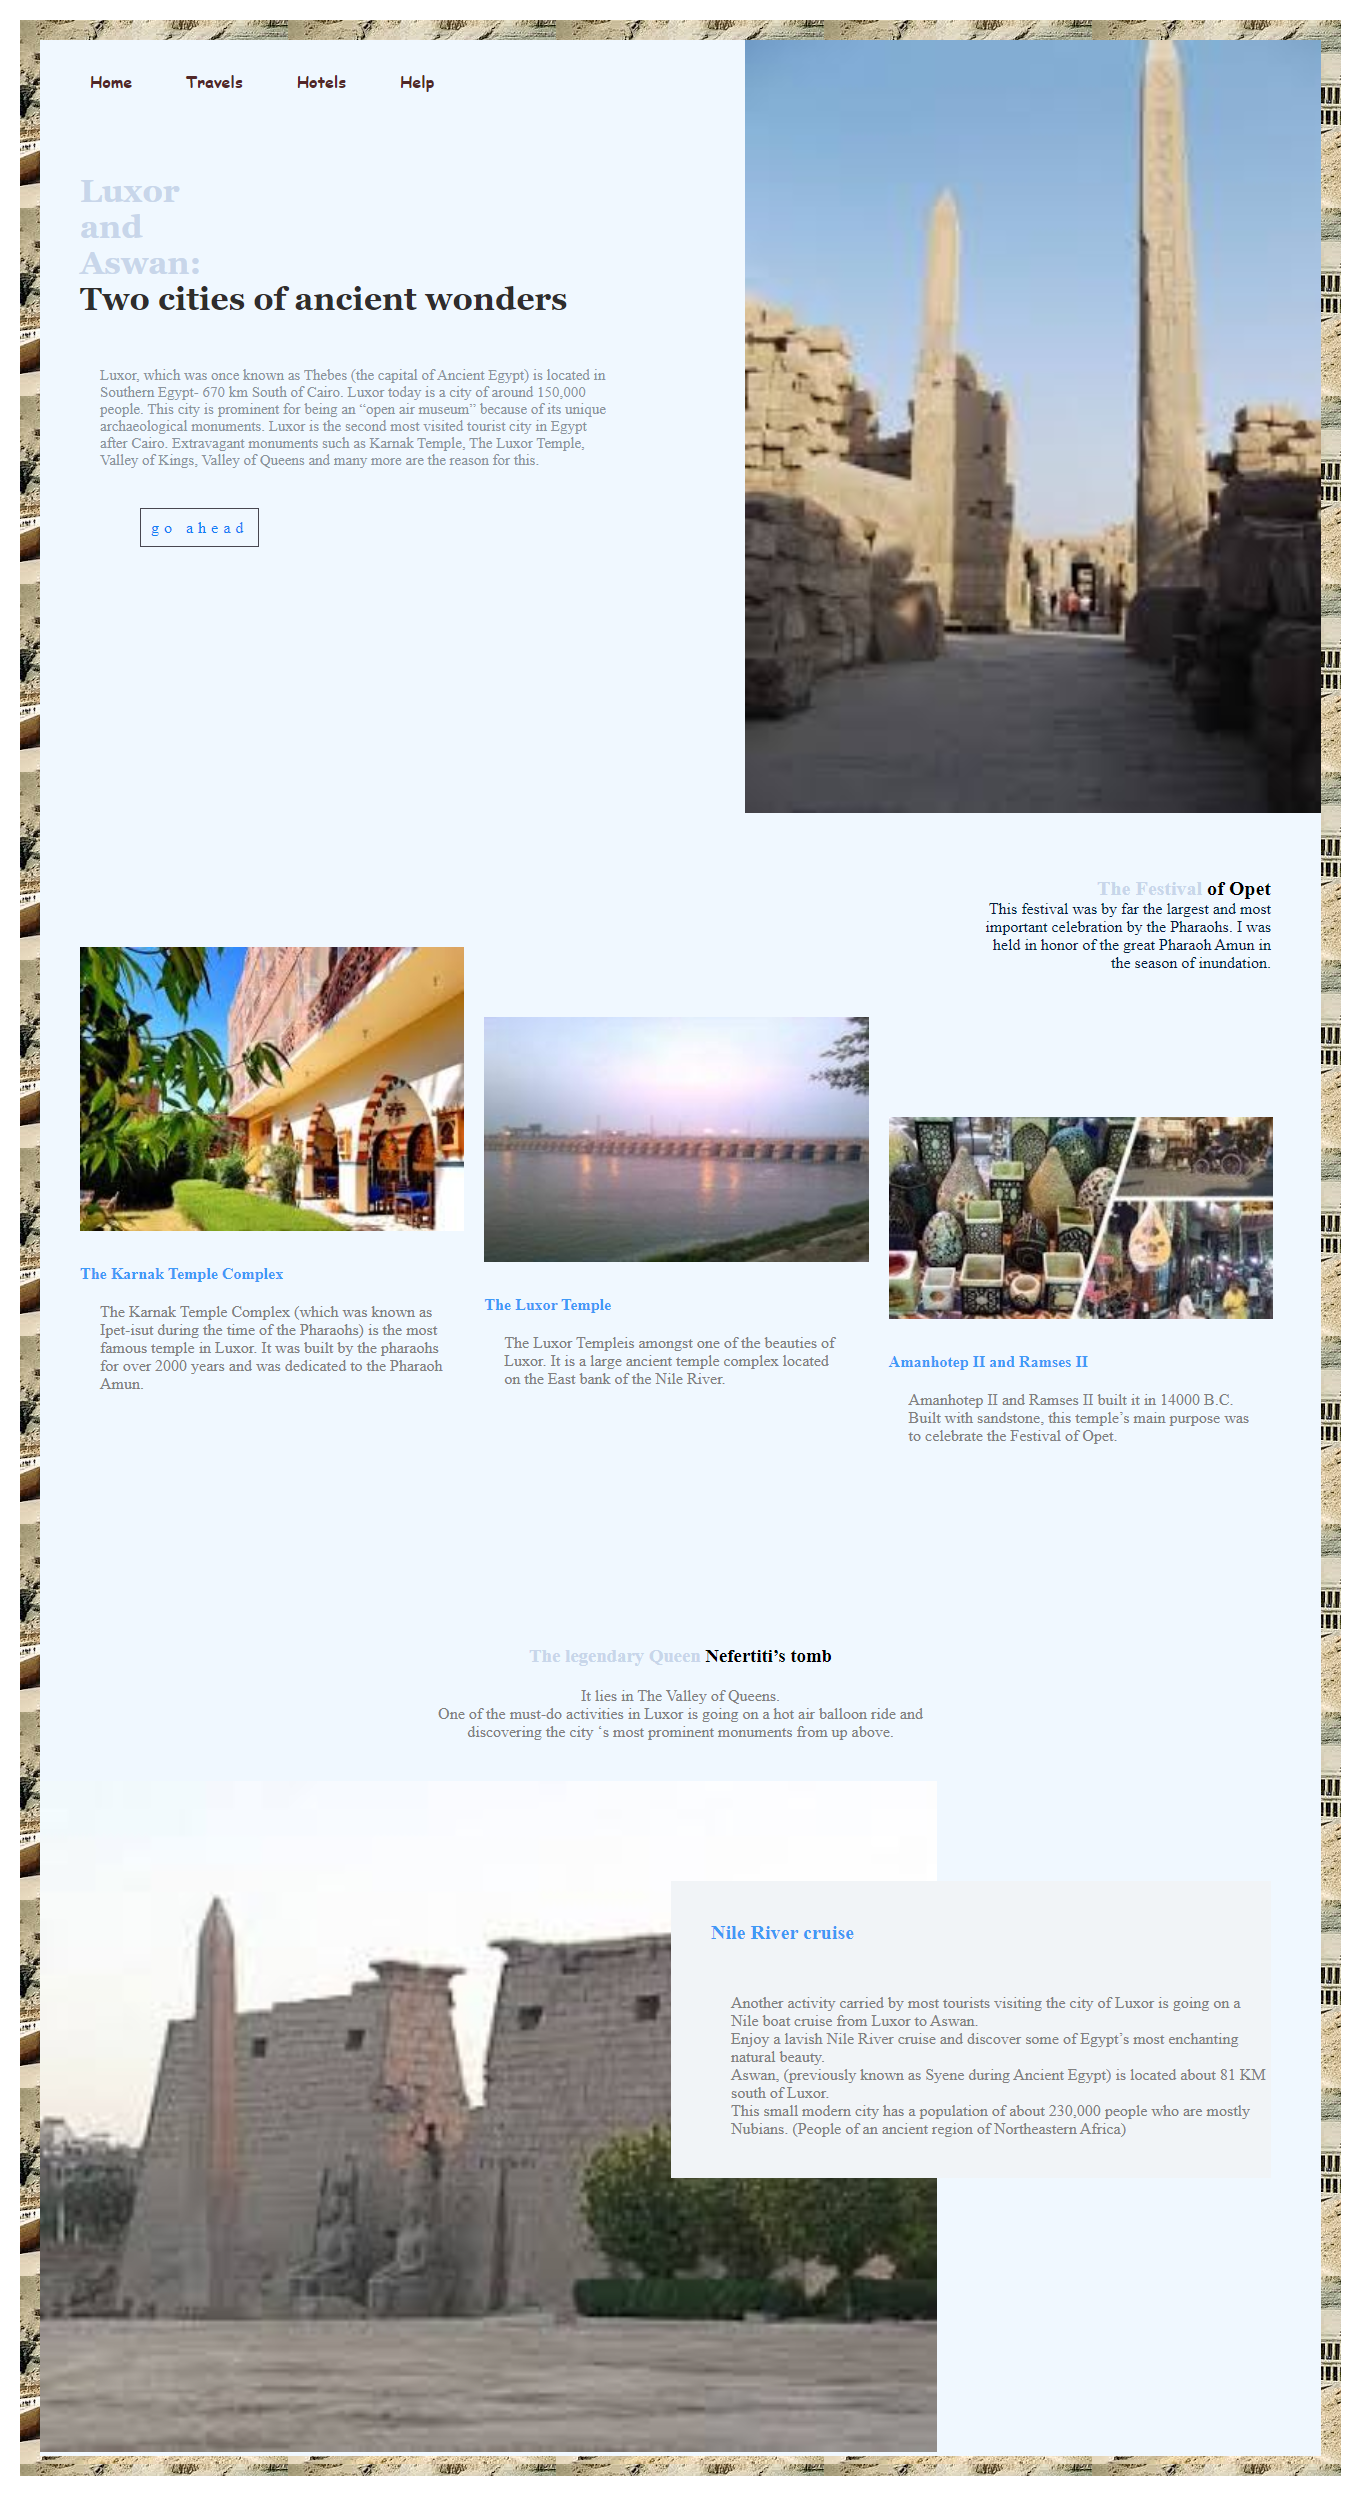 Home Travels Hotels Help
Luxor
and
Aswan:
Two cities of ancient wonders
Luxor, which was once known as Thebes (the capital of Ancient Egypt) is located in
Southern Egypt- 670 km South of Cairo. Luxor today is a city of around 150,000
people. This city is prominent for being an “open air museum” because of its unique
archaeological monuments. Luxor is the second most visited tourist city in Egypt
after Cairo. Extravagant monuments such as Karnak Temple, The Luxor Temple,
Valley of Kings, Valley of Queens and many more are the reason for this.
go ahead
The Festival of Opet
This festival was by far the largest and most
important celebration by the Pharaohs. I was
held in honor of the great Pharaoh Amun in
the season of inundation.
The Karnak Temple Complex
The Karnak Temple Complex (which was known as
Ipet-isut during the time of the Pharaohs) is the most
famous temple in Luxor. It was built by the pharaohs
for over 2000 years and was dedicated to the Pharaoh
Amun.
The Luxor Temple
The Luxor Templeis amongst one of the beauties of
Luxor. It is a large ancient temple complex located
on the East bank of the Nile River.
Amanhotep II and Ramses II
Amanhotep II and Ramses II built it in 14000 B.C.
Built with sandstone, this temple’s main purpose was
to celebrate the Festival of Opet.
The legendary Queen Nefertiti’s tomb
It lies in The Valley of Queens.
One of the must-do activities in Luxor is going on a hot air balloon ride and
discovering the city ‘s most prominent monuments from up above.
Nile River cruise
Another activity carried by most tourists visiting the city of Luxor is going on a
Nile boat cruise from Luxor to Aswan.
Enjoy a lavish Nile River cruise and discover some of Egypt’s most enchanting
natural beauty.
Aswan, (previously known as Syene during Ancient Egypt) is located about 81 KM
south of Luxor.
This small modern city has a population of about 230,000 people who are mostly
Nubians. (People of an ancient region of Northeastern Africa)